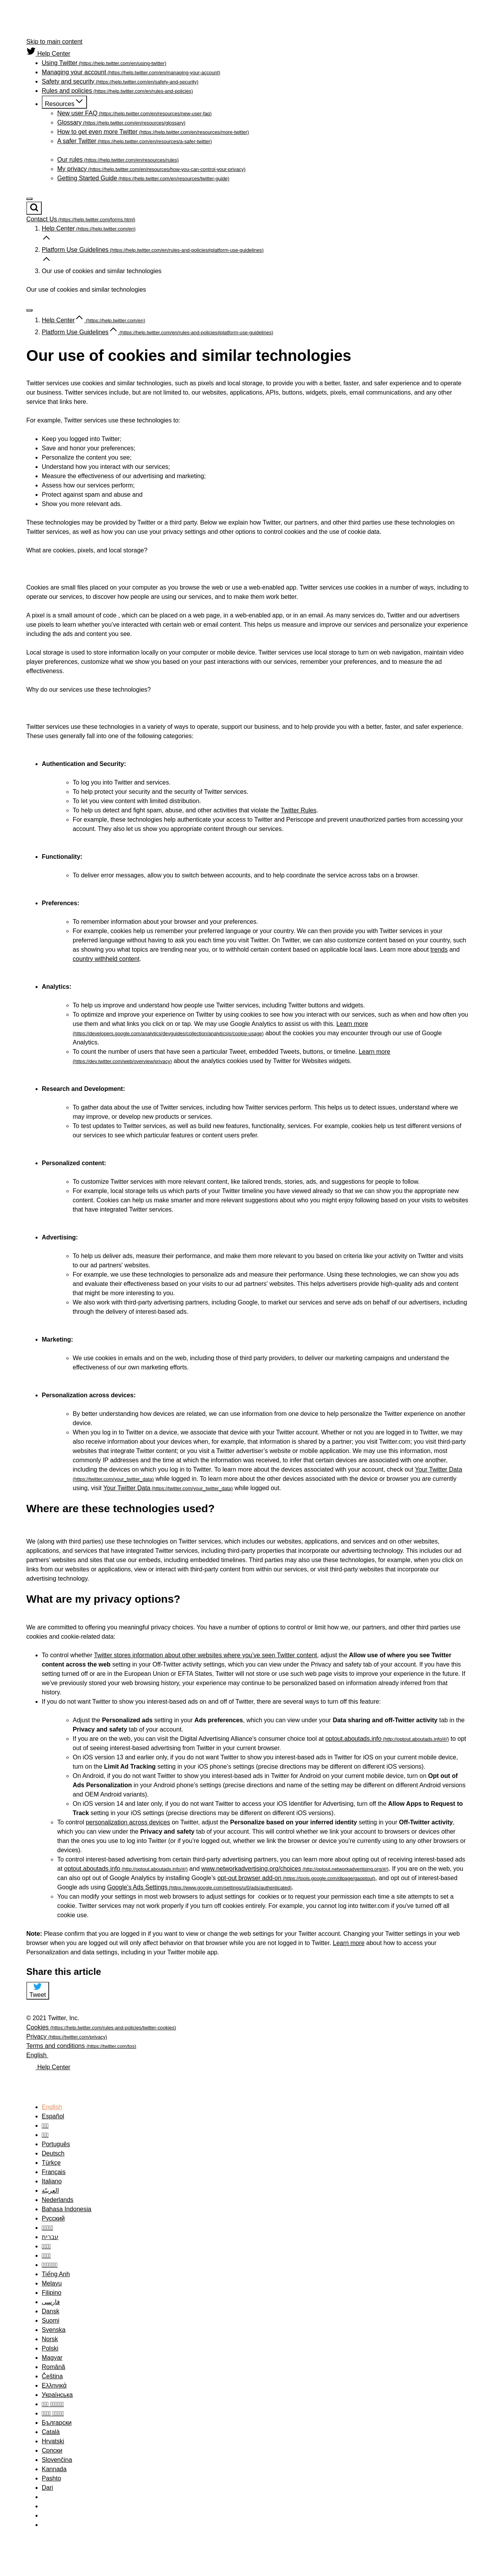 Skip to main content
Help Center
Using Twitter (https://help.twitter.com/en/using-twitter)
Managing your account (https://help.twitter.com/en/managing-your-account)
Safety and security (https://help.twitter.com/en/safety-and-security)
Rules and policies (https://help.twitter.com/en/rules-and-policies)
Resources
New user FAQ (https://help.twitter.com/en/resources/new-user-faq)
Glossary (https://help.twitter.com/en/resources/glossary)
How to get even more Twitter (https://help.twitter.com/en/resources/more-twitter)
A safer Twitter (https://help.twitter.com/en/resources/a-safer-twitter)
Our rules (https://help.twitter.com/en/resources/rules)
My privacy (https://help.twitter.com/en/resources/how-you-can-control-your-privacy)
Getting Started Guide (https://help.twitter.com/en/resources/twitter-guide)
Contact Us (https://help.twitter.com/forms.html)
1. Help Center (https://help.twitter.com/en)
2. Platform Use Guidelines (https://help.twitter.com/en/rules-and-policies#platform-use-guidelines)
3. Our use of cookies and similar technologies
Our use of cookies and similar technologies
1. Help Center (https://help.twitter.com/en)
2. Platform Use Guidelines (https://help.twitter.com/en/rules-and-policies#platform-use-guidelines)
Our use of cookies and similar technologies
Twitter services use cookies and similar technologies, such as pixels and local storage, to provide you with a better, faster, and safer experience and to operate
our business. Twitter services include, but are not limited to, our websites, applications, APIs, buttons, widgets, pixels, email communications, and any other
service that links here.
For example, Twitter services use these technologies to:
Keep you logged into Twitter;
Save and honor your preferences;
Personalize the content you see;
Understand how you interact with our services;
Measure the effectiveness of our advertising and marketing;
Assess how our services perform;
Protect against spam and abuse and
Show you more relevant ads.
These technologies may be provided by Twitter or a third party. Below we explain how Twitter, our partners, and other third parties use these technologies on
Twitter services, as well as how you can use your privacy settings and other options to control cookies and the use of cookie data.
What are cookies, pixels, and local storage?
Cookies are small files placed on your computer as you browse the web or use a web-enabled app. Twitter services use cookies in a number of ways, including to
operate our services, to discover how people are using our services, and to make them work better.
A pixel is a small amount of code , which can be placed on a web page, in a web-enabled app, or in an email. As many services do, Twitter and our advertisers
use pixels to learn whether you've interacted with certain web or email content. This helps us measure and improve our services and personalize your experience
including the ads and content you see.
Local storage is used to store information locally on your computer or mobile device. Twitter services use local storage to turn on web navigation, maintain video
player preferences, customize what we show you based on your past interactions with our services, remember your preferences, and to measure the ad
effectiveness.
Why do our services use these technologies?
Twitter services use these technologies in a variety of ways to operate, support our business, and to help provide you with a better, faster, and safer experience.
These uses generally fall into one of the following categories:
Authentication and Security:
To log you into Twitter and services.
To help protect your security and the security of Twitter services.
To let you view content with limited distribution.
To help us detect and fight spam, abuse, and other activities that violate the Twitter Rules.
For example, these technologies help authenticate your access to Twitter and Periscope and prevent unauthorized parties from accessing your
account. They also let us show you appropriate content through our services.
Functionality:
To deliver error messages, allow you to switch between accounts, and to help coordinate the service across tabs on a browser.
Preferences:
To remember information about your browser and your preferences.
For example, cookies help us remember your preferred language or your country. We can then provide you with Twitter services in your
preferred language without having to ask you each time you visit Twitter. On Twitter, we can also customize content based on your country, such
as showing you what topics are trending near you, or to withhold certain content based on applicable local laws. Learn more about trends and
country withheld content.
Analytics:
To help us improve and understand how people use Twitter services, including Twitter buttons and widgets.
To optimize and improve your experience on Twitter by using cookies to see how you interact with our services, such as when and how often you
use them and what links you click on or tap. We may use Google Analytics to assist us with this. Learn more
(https://developers.google.com/analytics/devguides/collection/analyticsjs/cookie-usage) about the cookies you may encounter through our use of Google
Analytics.
To count the number of users that have seen a particular Tweet, embedded Tweets, buttons, or timeline. Learn more
(https://dev.twitter.com/web/overview/privacy) about the analytics cookies used by Twitter for Websites widgets.
Research and Development:
To gather data about the use of Twitter services, including how Twitter services perform. This helps us to detect issues, understand where we
may improve, or develop new products or services.
To test updates to Twitter services, as well as build new features, functionality, services. For example, cookies help us test different versions of
our services to see which particular features or content users prefer.
Personalized content:
To customize Twitter services with more relevant content, like tailored trends, stories, ads, and suggestions for people to follow.
For example, local storage tells us which parts of your Twitter timeline you have viewed already so that we can show you the appropriate new
content. Cookies can help us make smarter and more relevant suggestions about who you might enjoy following based on your visits to websites
that have integrated Twitter services.
Advertising:
To help us deliver ads, measure their performance, and make them more relevant to you based on criteria like your activity on Twitter and visits
to our ad partners' websites.
For example, we use these technologies to personalize ads and measure their performance. Using these technologies, we can show you ads
and evaluate their effectiveness based on your visits to our ad partners' websites. This helps advertisers provide high-quality ads and content
that might be more interesting to you.
We also work with third-party advertising partners, including Google, to market our services and serve ads on behalf of our advertisers, including
through the delivery of interest-based ads.
Marketing:
We use cookies in emails and on the web, including those of third party providers, to deliver our marketing campaigns and understand the
effectiveness of our own marketing efforts.
Personalization across devices:
By better understanding how devices are related, we can use information from one device to help personalize the Twitter experience on another
device.
When you log in to Twitter on a device, we associate that device with your Twitter account. Whether or not you are logged in to Twitter, we may
also receive information about your devices when, for example, that information is shared by a partner; you visit Twitter.com; you visit third-party
websites that integrate Twitter content; or you visit a Twitter advertiser's website or mobile application. We may use this information, most
commonly IP addresses and the time at which the information was received, to infer that certain devices are associated with one another,
including the devices on which you log in to Twitter. To learn more about the devices associated with your account, check out Your Twitter Data
(https://twitter.com/your_twitter_data) while logged in. To learn more about the other devices associated with the device or browser you are currently
using, visit Your Twitter Data (https://twitter.com/your_twitter_data) while logged out.
Where are these technologies used?
We (along with third parties) use these technologies on Twitter services, which includes our websites, applications, and services and on other websites,
applications, and services that have integrated Twitter services, including third-party properties that incorporate our advertising technology. This includes our ad
partners' websites and sites that use our embeds, including embedded timelines. Third parties may also use these technologies, for example, when you click on
links from our websites or applications, view or interact with third-party content from within our services, or visit third-party websites that incorporate our
advertising technology.
What are my privacy options?
We are committed to offering you meaningful privacy choices. You have a number of options to control or limit how we, our partners, and other third parties use
cookies and cookie-related data:
To control whether Twitter stores information about other websites where you've seen Twitter content, adjust the Allow use of where you see Twitter
content across the web setting in your Off-Twitter activity settings, which you can view under the Privacy and safety tab of your account. If you have this
setting turned off or are in the European Union or EFTA States, Twitter will not store or use such web page visits to improve your experience in the future. If
we've previously stored your web browsing history, your experience may continue to be personalized based on information already inferred from that
history.
If you do not want Twitter to show you interest-based ads on and off of Twitter, there are several ways to turn off this feature:
Adjust the Personalized ads setting in your Ads preferences, which you can view under your Data sharing and off-Twitter activity tab in the
Privacy and safety tab of your account.
If you are on the web, you can visit the Digital Advertising Alliance's consumer choice tool at optout.aboutads.info (http://optout.aboutads.info/#/) to opt
out of seeing interest-based advertising from Twitter in your current browser.
On iOS version 13 and earlier only, if you do not want Twitter to show you interest-based ads in Twitter for iOS on your current mobile device,
turn on the Limit Ad Tracking setting in your iOS phone's settings (precise directions may be different on different iOS versions).
On Android, if you do not want Twitter to show you interest-based ads in Twitter for Android on your current mobile device, turn on Opt out of
Ads Personalization in your Android phone's settings (precise directions and name of the setting may be different on different Android versions
and OEM Android variants).
On iOS version 14 and later only, if you do not want Twitter to access your iOS Identifier for Advertising, turn off the Allow Apps to Request to
Track setting in your iOS settings (precise directions may be different on different iOS versions).
To control personalization across devices on Twitter, adjust the Personalize based on your inferred identity setting in your Off-Twitter activity,
which you can view under the Privacy and safety tab of your account. This will control whether we link your account to browsers or devices other
than the ones you use to log into Twitter (or if you're logged out, whether we link the browser or device you're currently using to any other browsers or
devices).
To control interest-based advertising from certain third-party advertising partners, you can learn more about opting out of receiving interest-based ads
at optout.aboutads.info (http://optout.aboutads.info/#/) and www.networkadvertising.org/choices (http://optout.networkadvertising.org/#/). If you are on the web, you
can also opt out of Google Analytics by installing Google's opt-out browser add-on (https://tools.google.com/dlpage/gaoptout), and opt out of interest-based
Google ads using Google's Ads Settings (https://www.google.com/settings/u/0/ads/authenticated).
You can modify your settings in most web browsers to adjust settings for cookies or to request your permission each time a site attempts to set a
cookie. Twitter services may not work properly if you turn off cookies entirely. For example, you cannot log into twitter.com if you've turned off all
cookie use.
Note: Please confirm that you are logged in if you want to view or change the web settings for your Twitter account. Changing your Twitter settings in your web
browser when you are logged out will only affect behavior on that browser while you are not logged in to Twitter. Learn more about how to access your
Personalization and data settings, including in your Twitter mobile app.
Share this article
Tweet
© 2021 Twitter, Inc.
Cookies (https://help.twitter.com/rules-and-policies/twitter-cookies)
Privacy (https://twitter.com/privacy)
Terms and conditions (https://twitter.com/tos)
English
Help Center
English
Español
Português
Deutsch
Türkçe
Français
Italiano
العربيّة
Nederlands
Bahasa Indonesia
Русский
עברית
Tiếng Anh
Melayu
Filipino
فارسی
Dansk
Suomi
Svenska
Norsk
Polski
Magyar
Română
Čeština
Ελληνικά
Українська
Български
Català
Hrvatski
Српски
Slovenčina
Kannada
Pashto
Dari